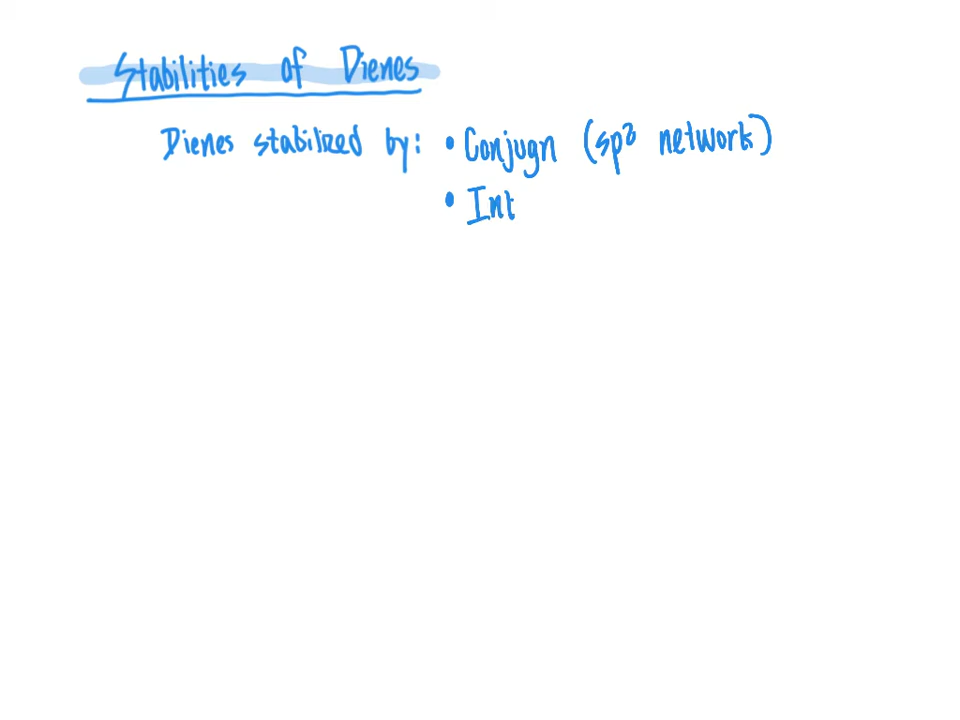 Stabilities of Dienes
Dienes stabilized by: • Conjugn (sp² network)
• Int